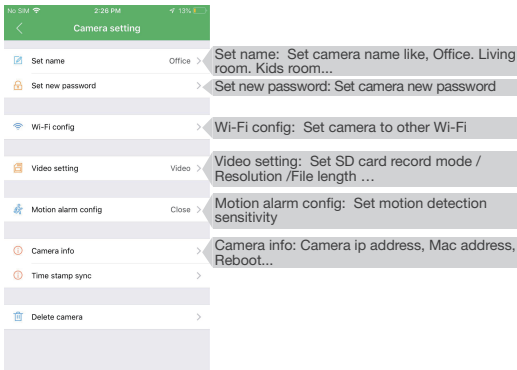 No SIM 2:26 PM 13%
Camera setting
Set name Office
Set name: Set camera name like, Office. Living
room. Kids room...
Set new password
Set new password: Set camera new password
Wi-Fi config
Wi-Fi config: Set camera to other Wi-Fi
Video setting Video
Video setting: Set SD card record mode /
Resolution /File length …
Motion alarm config Close
Motion alarm config: Set motion detection
sensitivity
Camera info
Camera info: Camera ip address, Mac address,
Reboot...
Time stamp sync
Delete camera